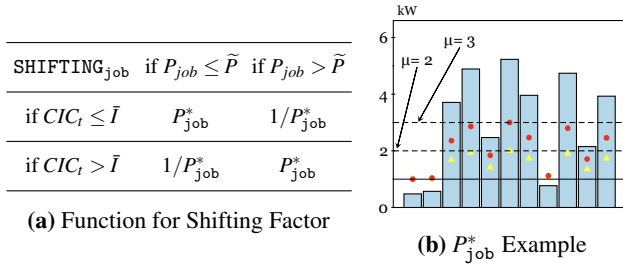 SHIFTING_job if P_job ≤ P̃ if P_job > P̃
if CIC_t ≤ Ī P*_job 1/P*_job
if CIC_t > Ī 1/P*_job P*_job
(a) Function for Shifting Factor
kW
6
4
2
0
μ= 3
μ= 2
(b) P*_job Example